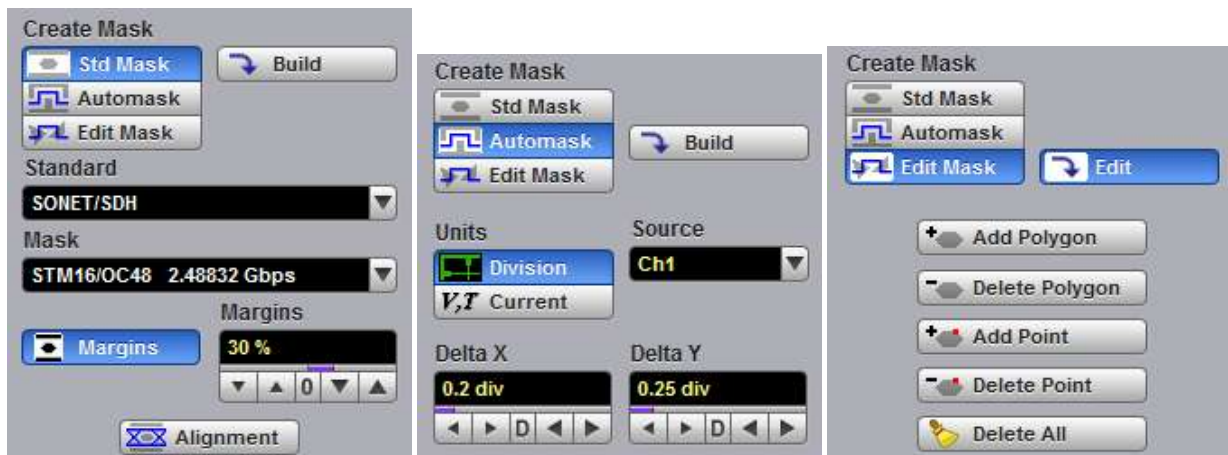 Create Mask
Std Mask
Build
Automask
Edit Mask
Standard
SONET/SDH
Mask
STM16/OC48 2.48832 Gbps
Margins
Margins
30 %
0
Alignment
Create Mask
Std Mask
Automask
Build
Edit Mask
Units
Source
Division
Ch1
V,T Current
Delta X
Delta Y
0.2 div
0.25 div
D
D
Create Mask
Std Mask
Automask
Edit Mask
Edit
Add Polygon
Delete Polygon
Add Point
Delete Point
Delete All